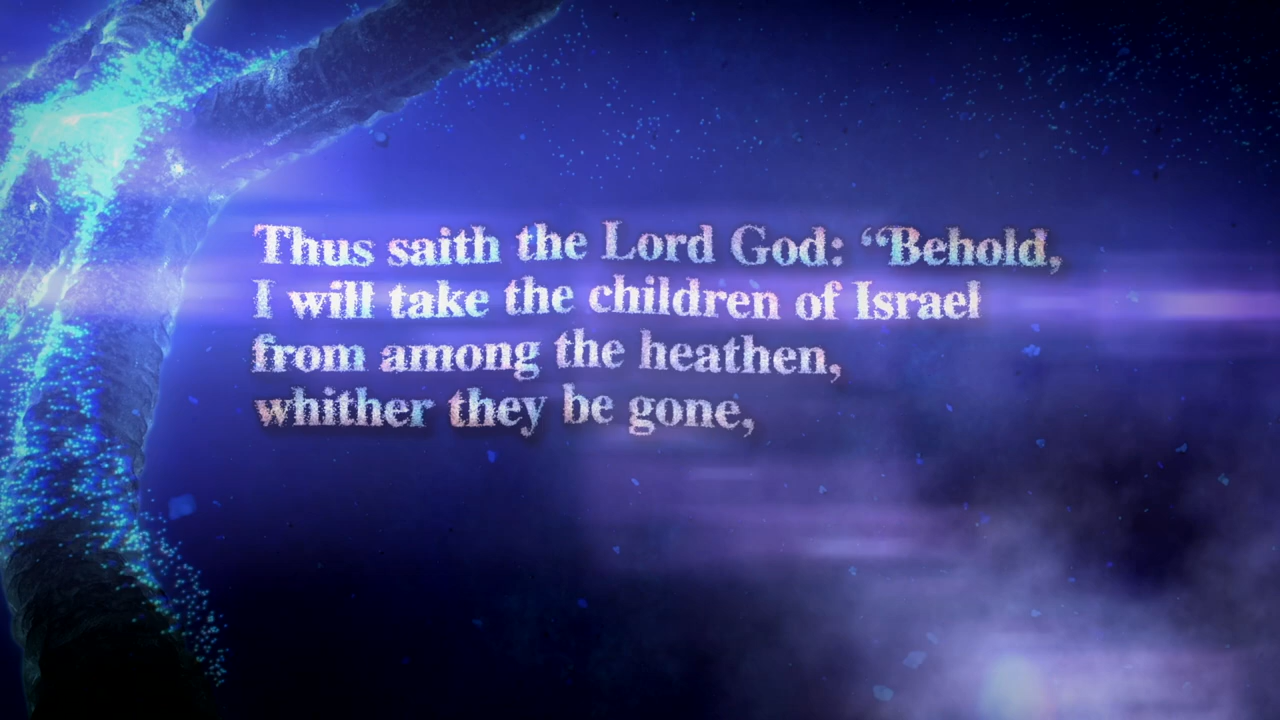 Thus saith the Lord God: “Behold,
I will take the children of Israel
from among the heathen,
whither they be gone,